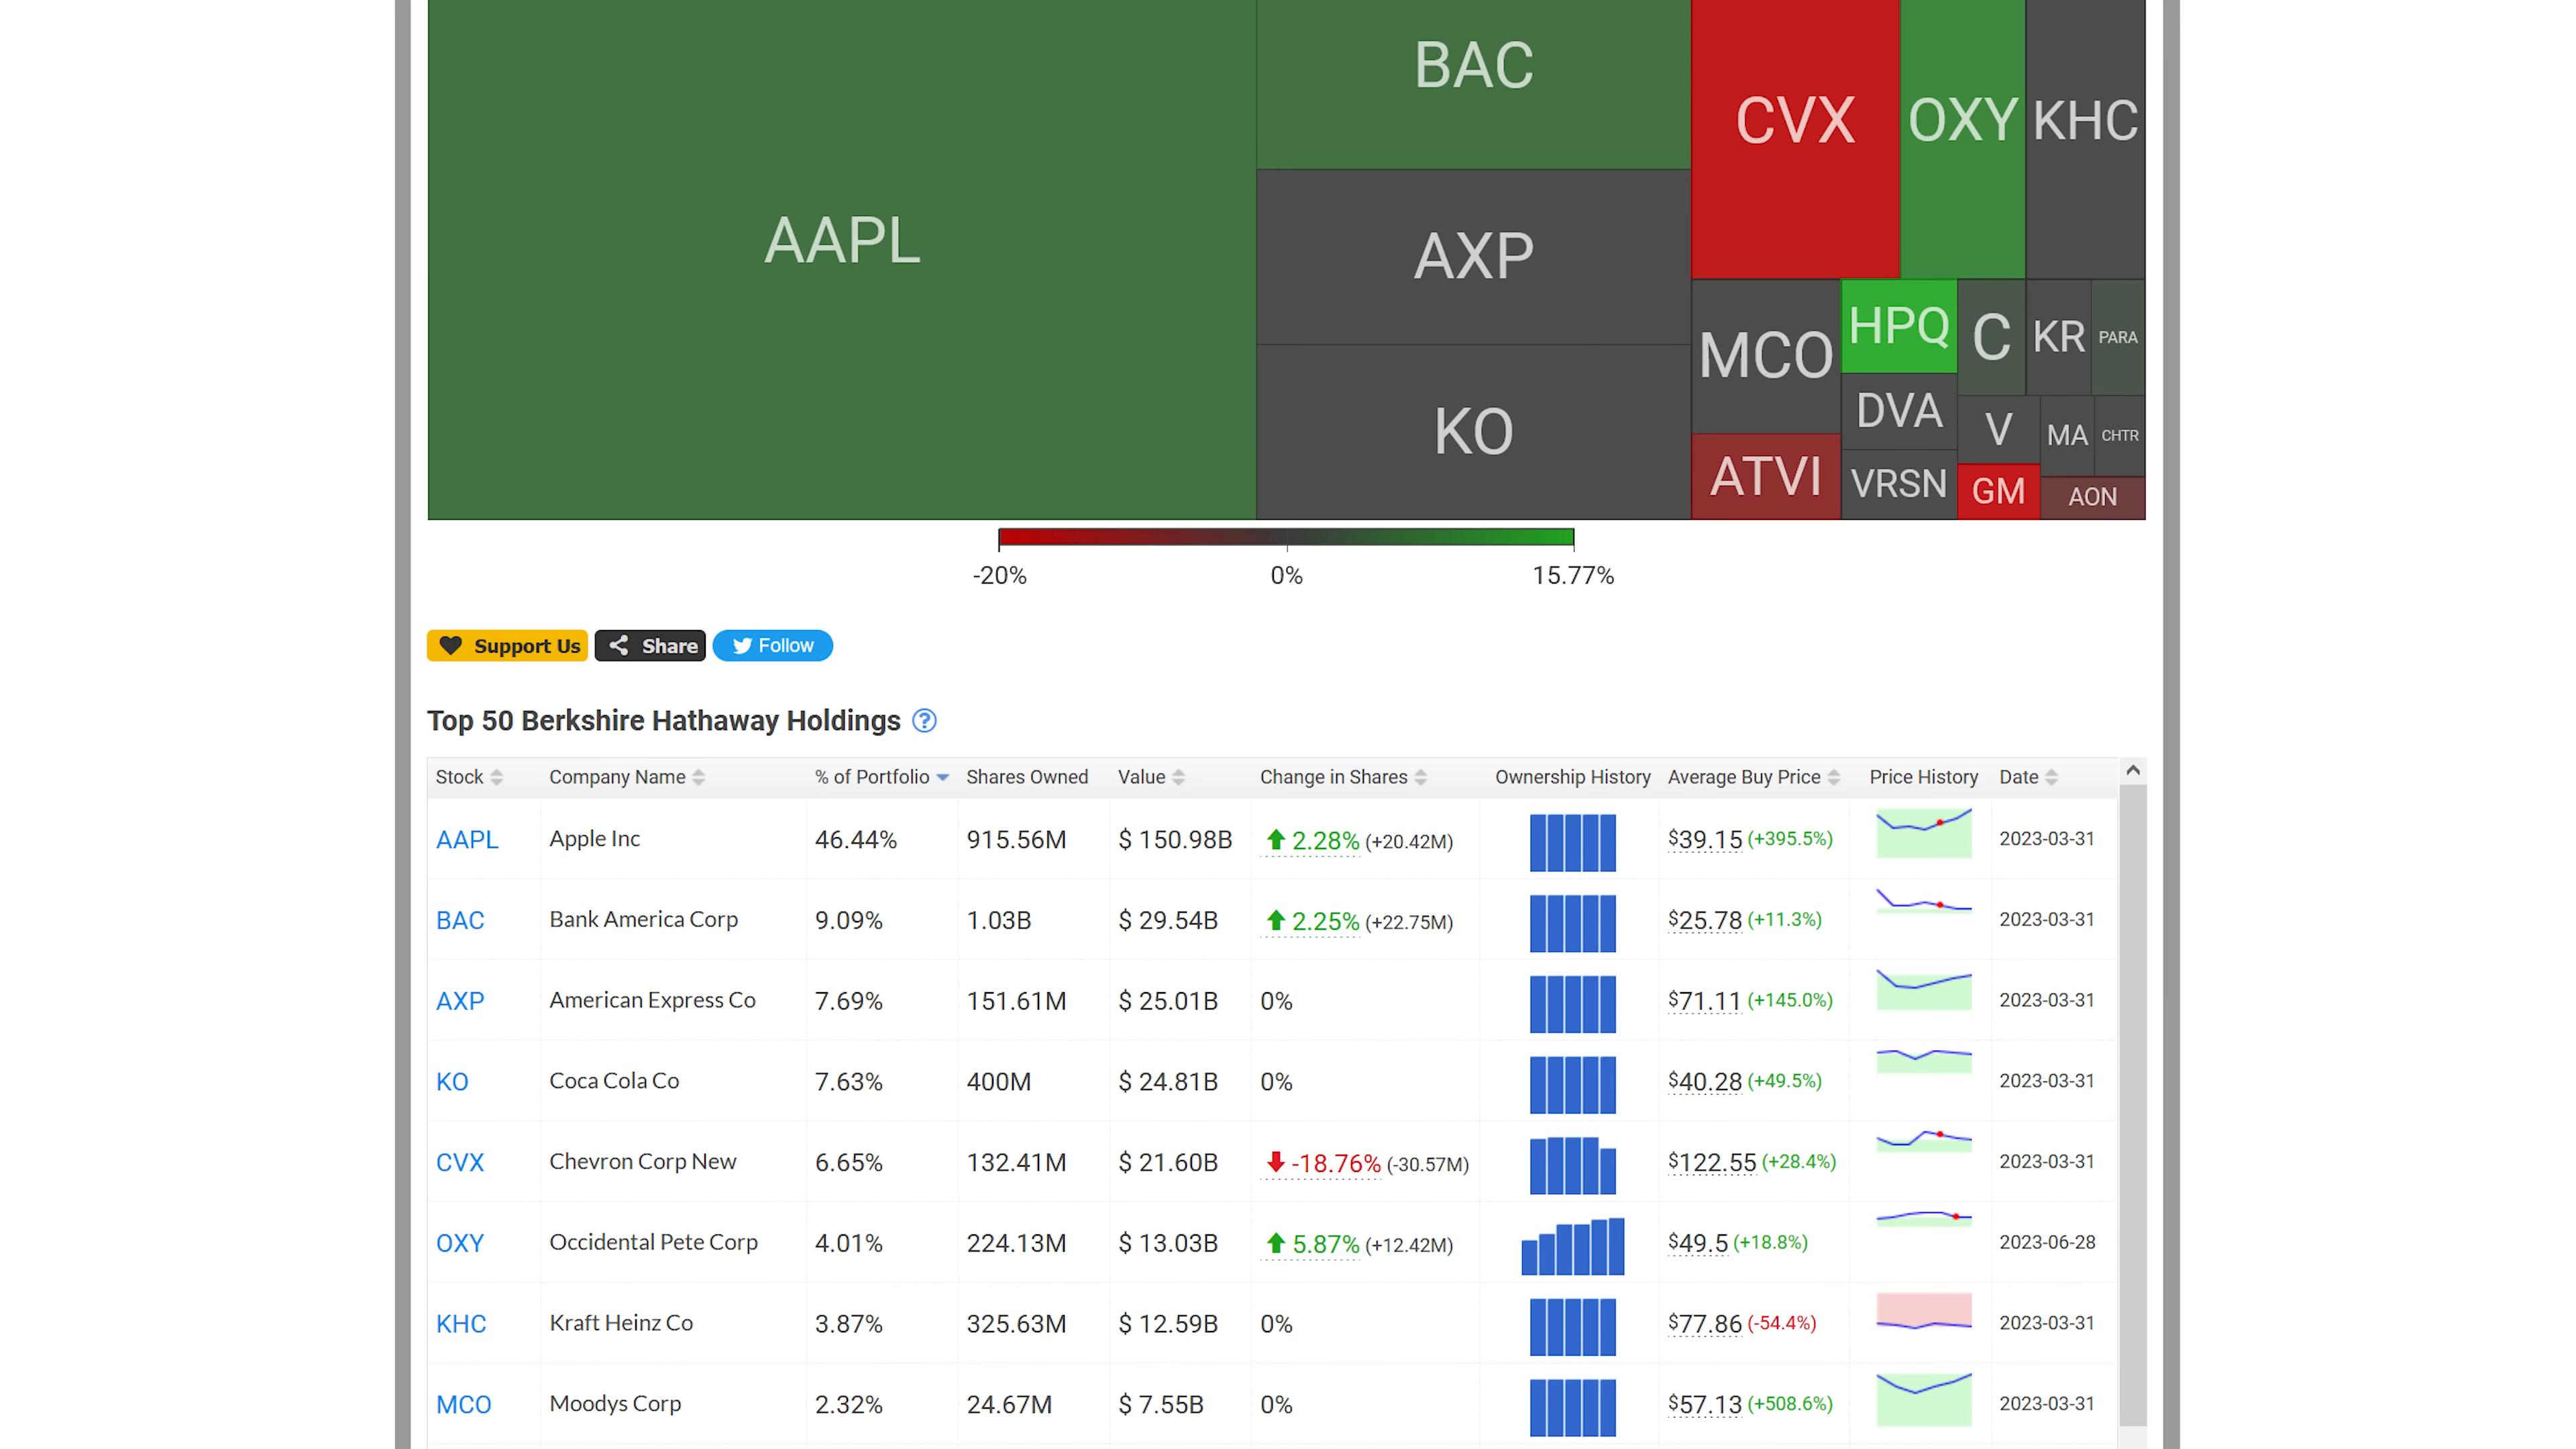 AAPL
BAC
AXP
KO
CVX
OXY
KHC
MCO
HPQ
C
KR
PARA
DVA
V
MA
CHTR
ATVI
VRSN
GM
AON
-20% 0% 15.77%
Support Us Share Follow
Top 50 Berkshire Hathaway Holdings ?
Stock Company Name % of Portfolio Shares Owned Value Change in Shares Ownership History Average Buy Price Price History Date
AAPL Apple Inc 46.44% 915.56M $ 150.98B 2.28% (+20.42M) $39.15 (+395.5%) 2023-03-31
BAC Bank America Corp 9.09% 1.03B $ 29.54B 2.25% (+22.75M) $25.78 (+11.3%) 2023-03-31
AXP American Express Co 7.69% 151.61M $ 25.01B 0% $71.11 (+145.0%) 2023-03-31
KO Coca Cola Co 7.63% 400M $ 24.81B 0% $40.28 (+49.5%) 2023-03-31
CVX Chevron Corp New 6.65% 132.41M $ 21.60B -18.76% (-30.57M) $122.55 (+28.4%) 2023-03-31
OXY Occidental Pete Corp 4.01% 224.13M $ 13.03B 5.87% (+12.42M) $49.5 (+18.8%) 2023-06-28
KHC Kraft Heinz Co 3.87% 325.63M $ 12.59B 0% $77.86 (-54.4%) 2023-03-31
MCO Moodys Corp 2.32% 24.67M $ 7.55B 0% $57.13 (+508.6%) 2023-03-31